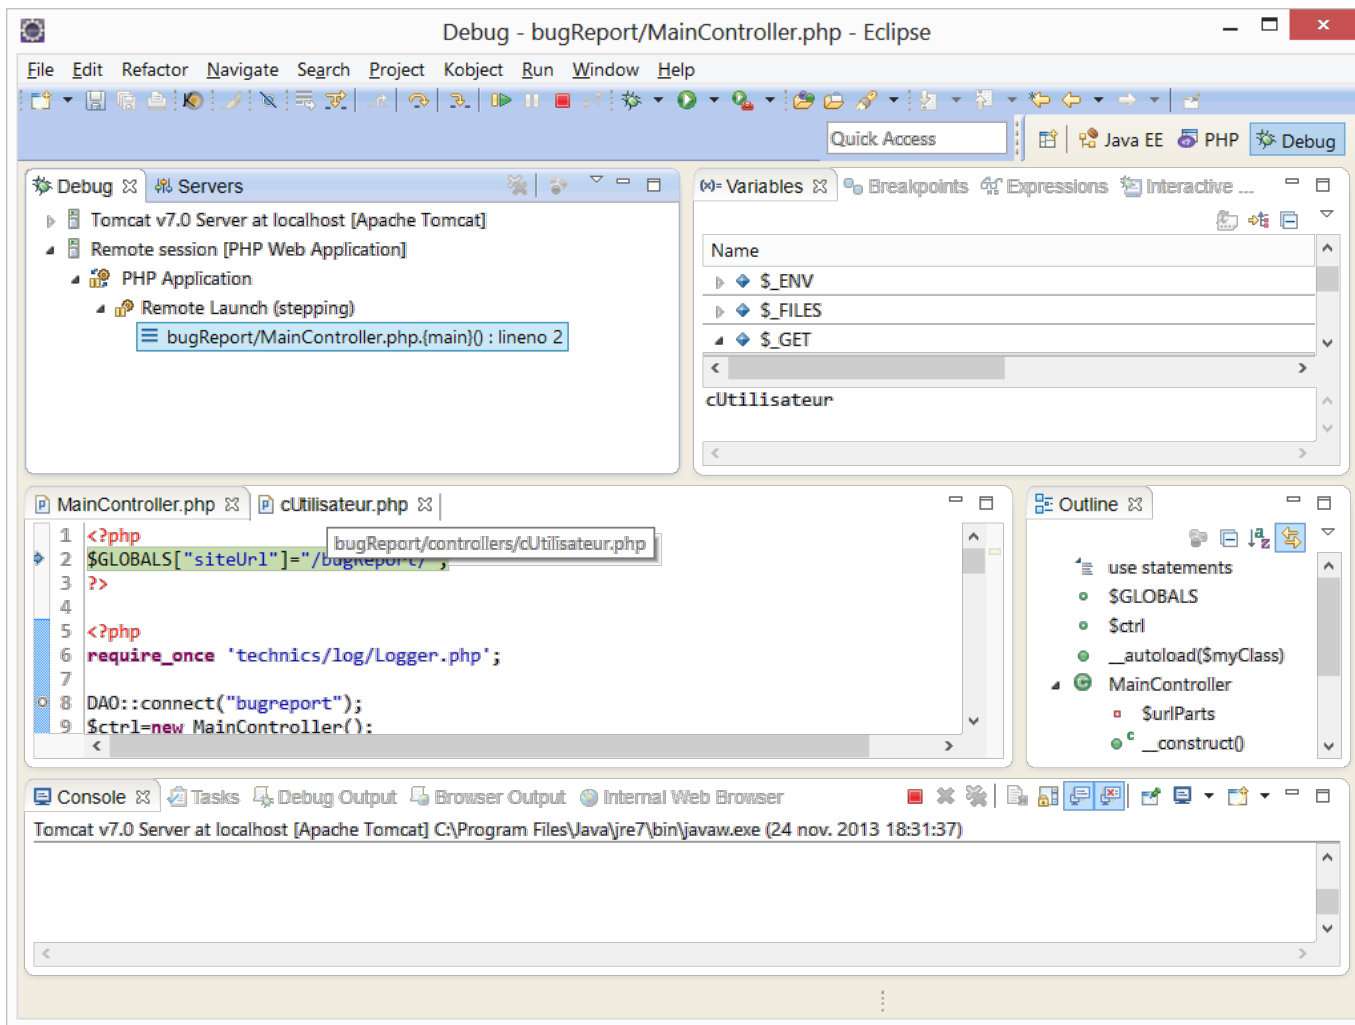 Debug - bugReport/MainController.php - Eclipse
File Edit Refactor Navigate Search Project Kobject Run Window Help
Quick Access Java EE PHP Debug
Debug Servers
Tomcat v7.0 Server at localhost [Apache Tomcat]
Remote session [PHP Web Application]
PHP Application
Remote Launch (stepping)
bugReport/MainController.php.{main}() : lineno 2
(x)= Variables Breakpoints Expressions Interactive ...
Name
$_ENV
$_FILES
$_GET
cUtilisateur
MainController.php cUtilisateur.php
bugReport/controllers/cUtilisateur.php
1 <?php
2 $GLOBALS["siteUrl"]="/bugReport/";
3 ?>
4
5 <?php
6 require_once 'technics/log/Logger.php';
7
8 DAO::connect("bugreport");
9 $ctrl=new MainController();
Outline
use statements
$GLOBALS
$ctrl
__autoload($myClass)
MainController
$urlParts
__construct()
Console Tasks Debug Output Browser Output Internal Web Browser
Tomcat v7.0 Server at localhost [Apache Tomcat] C:\Program Files\Java\jre7\bin\javaw.exe (24 nov. 2013 18:31:37)